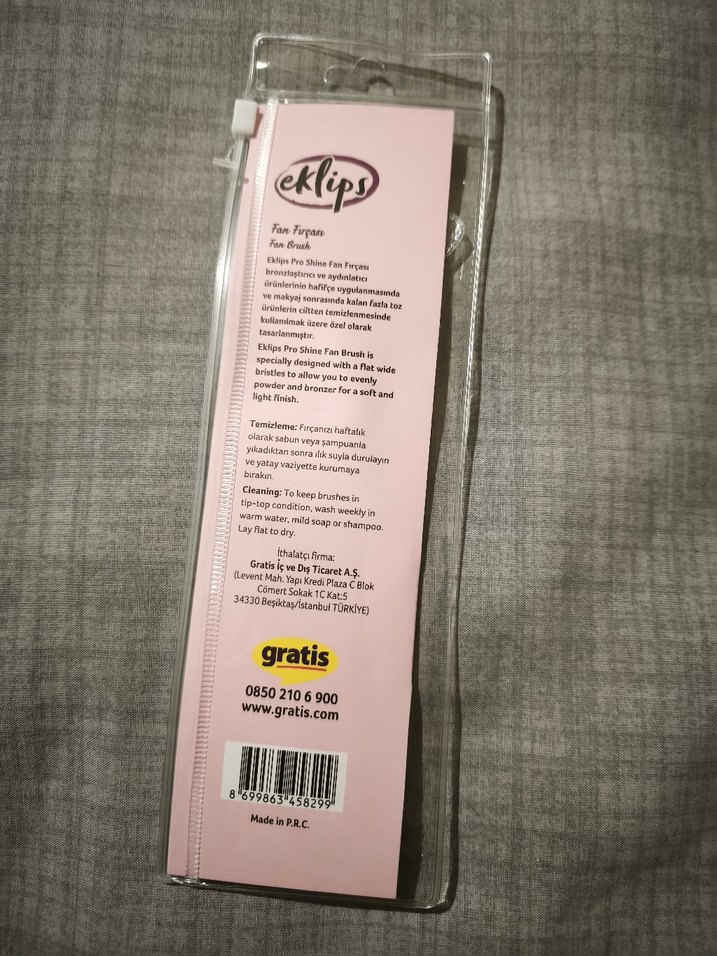 eklips
Fan Fırçası
Fan Brush
Eklips Pro Shine Fan Fırçası
bronzlaştırıcı ve aydınlatıcı
ürünlerinin hafifçe uygulanmasında
ve makyaj sonrasında kalan fazla toz
ürünlerin ciltten temizlenmesinde
kullanılmak üzere özel olarak
tasarlanmıştır.
Eklips Pro Shine Fan Brush is
specially designed with a flat wide
bristles to allow you to evenly
powder and bronzer for a soft and
light finish.
Temizleme: Fırçanızı haftalık
olarak sabun veya şampuanla
yıkadıktan sonra ılık suyla durulayın
ve yatay vaziyette kurumaya
bırakın.
Cleaning: To keep brushes in
tip-top condition, wash weekly in
warm water, mild soap or shampoo.
Lay flat to dry.
İthalatçı firma:
Gratis İç ve Dış Ticaret A.Ş.
(Levent Mah. Yapı Kredi Plaza C Blok
Cömert Sokak 1C Kat:5
34330 Beşiktaş/İstanbul TÜRKİYE)
gratis
0850 210 6 900
www.gratis.com
8 699863 458299
Made in P.R.C.